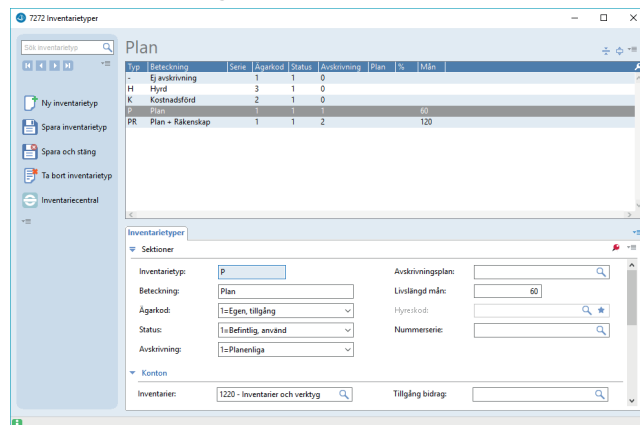 7272 Inventarietyper
Sök inventarietyp
Plan
Typ Beteckning Serie Ägarkod Status Avskrivning Plan % Mån
- Ej avskrivning 1 1 0
H Hyrd 3 1 0
K Kostnadsförd 2 1 0
P Plan 1 1 1 60
PR Plan + Räkenskap 1 1 2 120
Ny inventarietyp
Spara inventarietyp
Spara och stäng
Ta bort inventarietyp
Inventariecentral
Inventarietyper
Sektioner
Inventarietyp: P Avskrivningsplan:
Beteckning: Plan Livslängd mån: 60
Ägarkod: 1=Egen, tillgång Hyreskod:
Status: 1=Befintlig, använd Nummerserie:
Avskrivning: 1=Planenliga
Konton
Inventarier: 1220 - Inventarier och verktyg Tillgång bidrag: